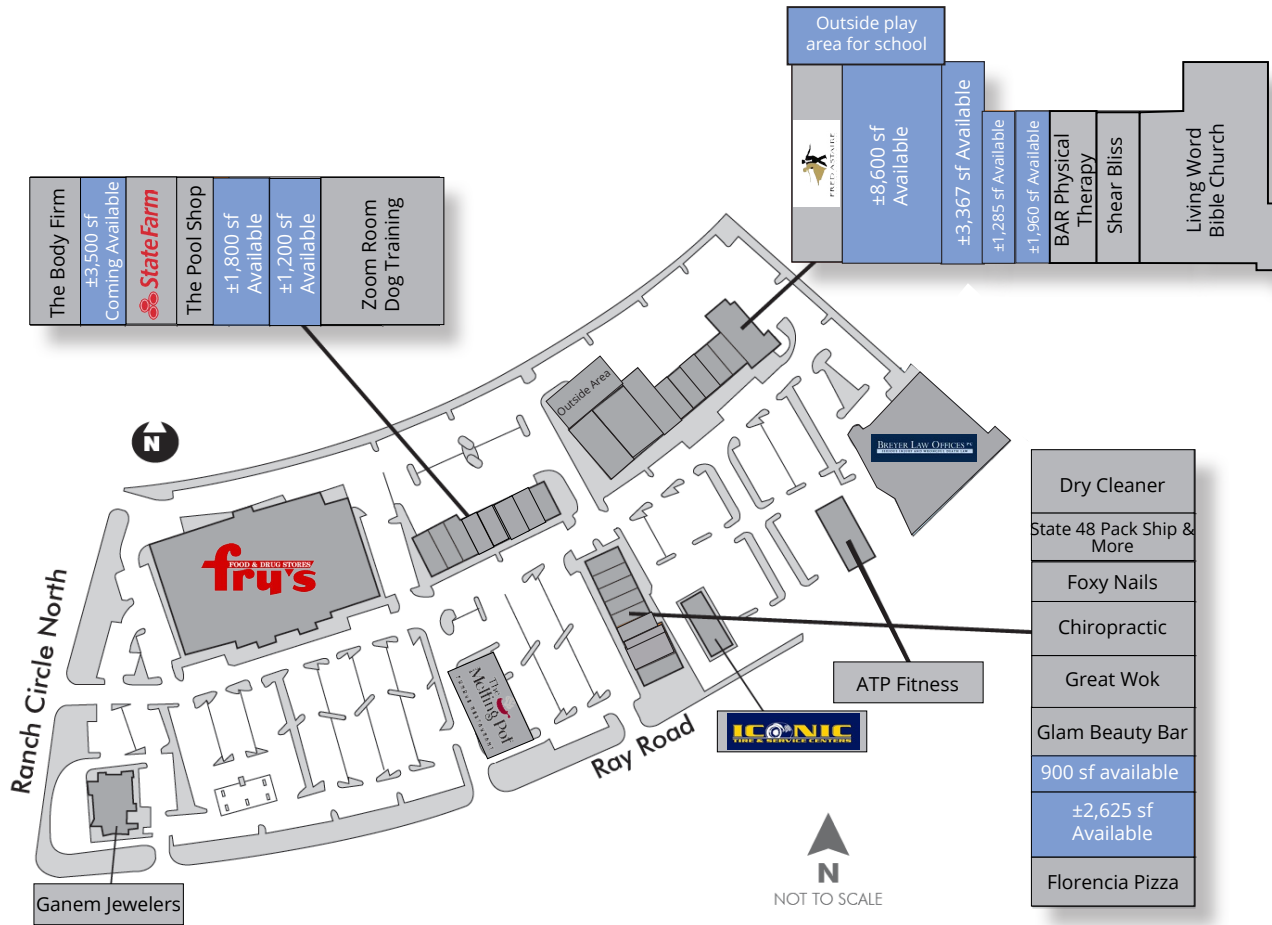 Outside play
area for school
FRED ASTAIRE
±8,600 sf
Available
±3,367 sf Available
±1,285 sf Available
±1,960 sf Available
BAR Physical
Therapy
Shear Bliss
Living Word
Bible Church
The Body Firm
±3,500 sf
Coming Available
StateFarm
The Pool Shop
±1,800 sf
Available
±1,200 sf
Available
Zoom Room
Dog Training
Outside Area
N
BREYER LAW OFFICES PC
fry's
FOOD & DRUG STORES
Dry Cleaner
State 48 Pack Ship &
More
Foxy Nails
Chiropractic
Great Wok
Glam Beauty Bar
900 sf available
±2,625 sf
Available
Florencia Pizza
Ranch Circle North
The
Melting Pot
FONDUE RESTAURANT
ATP Fitness
ICONIC
TIRE & SERVICE CENTERS
Ray Road
N
NOT TO SCALE
Ganem Jewelers